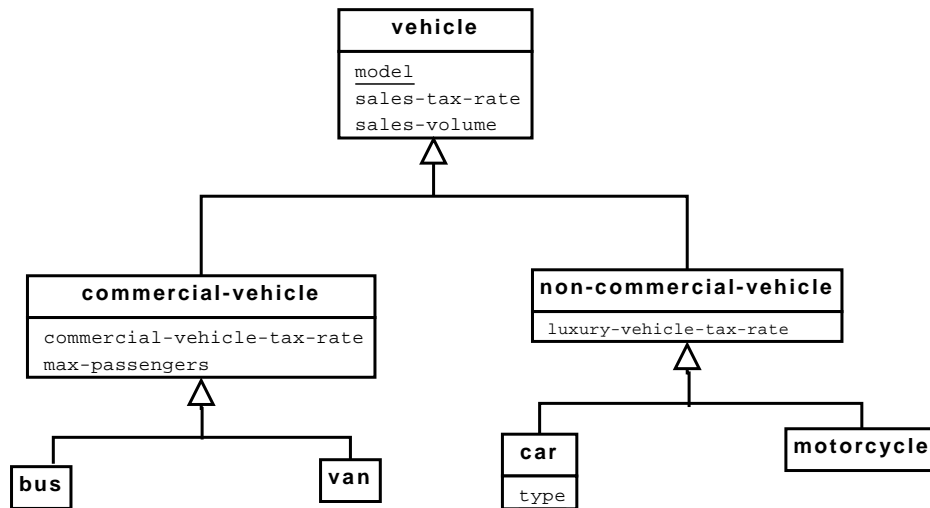 vehicle
model
sales-tax-rate
sales-volume
commercial-vehicle
commercial-vehicle-tax-rate
max-passengers
non-commercial-vehicle
luxury-vehicle-tax-rate
bus
van
car
type
motorcycle